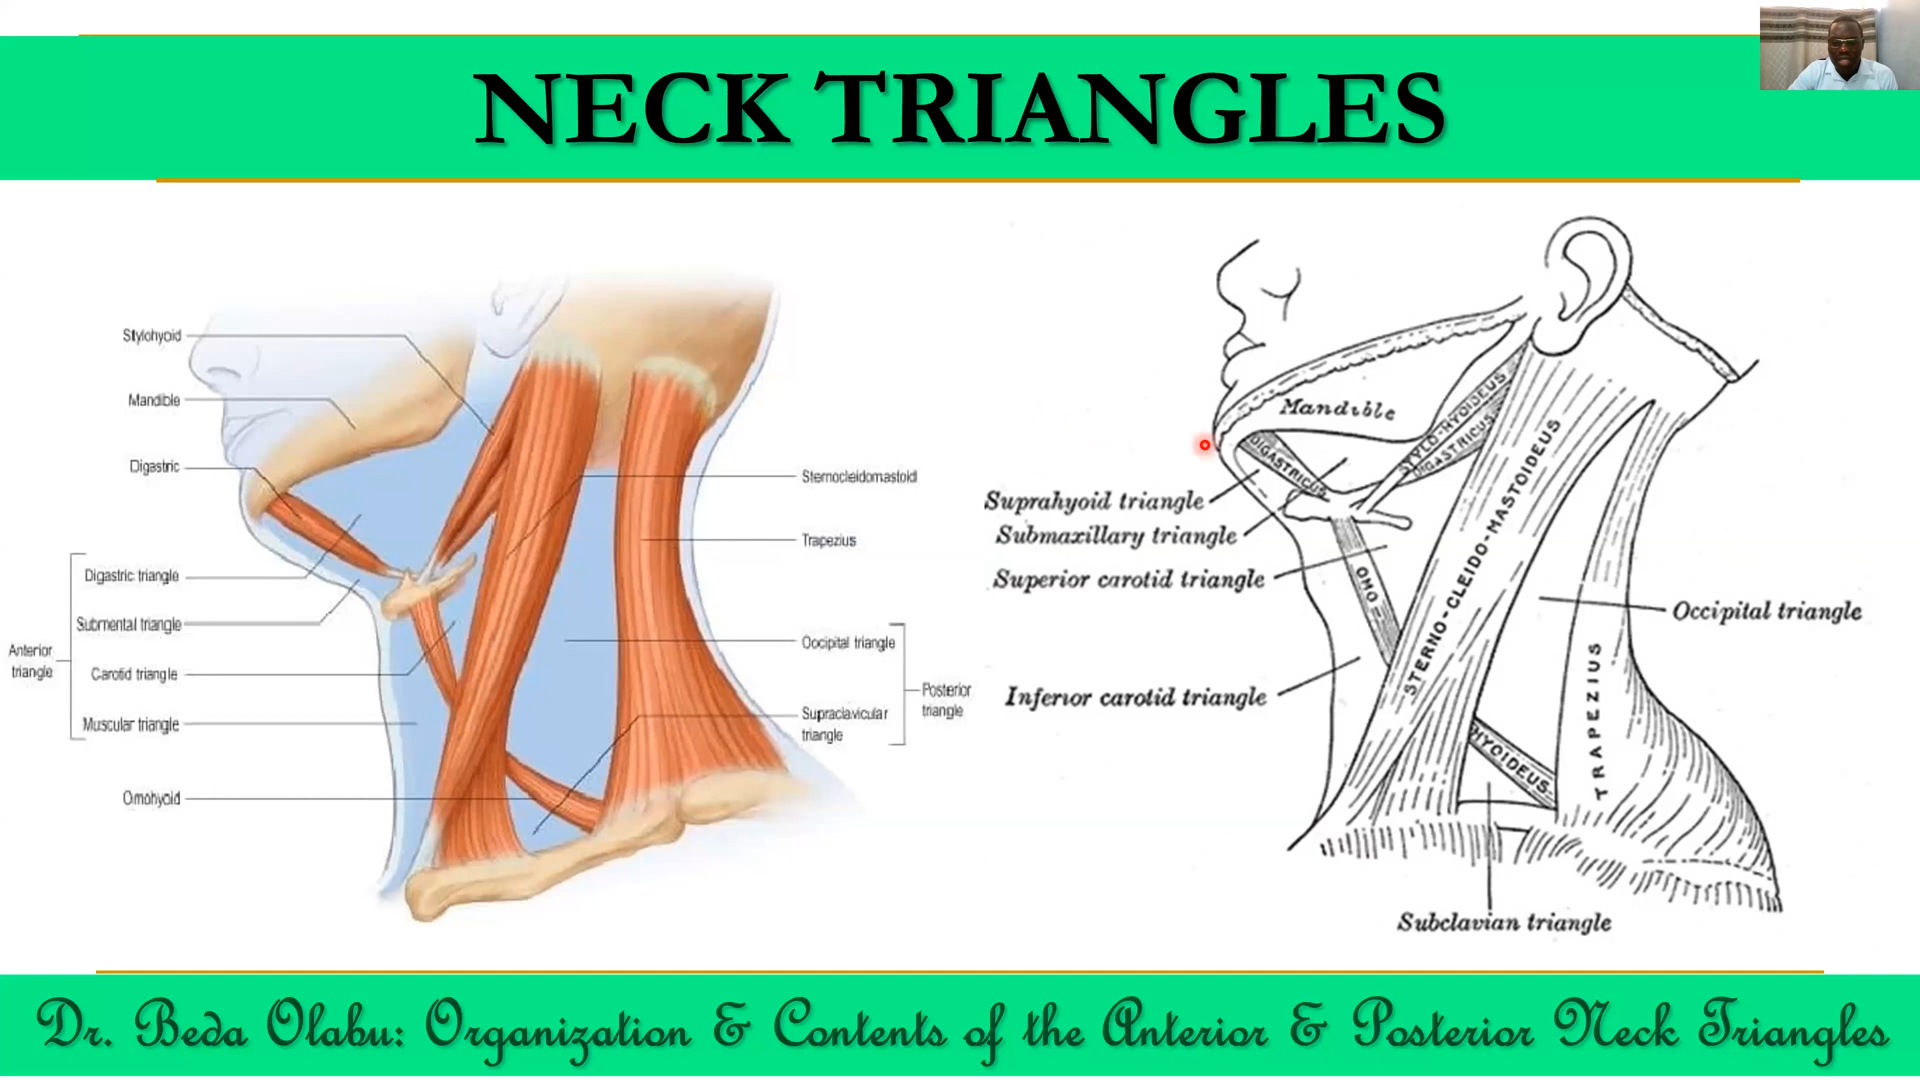 NECK TRIANGLES
Stylohyoid
Mandible
Digastric
Digastric triangle
Submental triangle
Anterior
triangle
Carotid triangle
Muscular triangle
Omohyoid
Sternocleidomastoid
Trapezius
Occipital triangle
Posterior
triangle
Supraclavicular
triangle
Mandible
STYLO-HYOIDEUS
DIGASTRICUS
DIGASTRICUS
Suprahyoid triangle
Submaxillary triangle
Superior carotid triangle
OMO
STERNO-CLEIDO-MASTOIDEUS
Occipital triangle
Inferior carotid triangle
HYOIDEUS
TRAPEZIUS
Subclavian triangle
Dr. Beda Olabu: Organization & Contents of the Anterior & Posterior Neck Triangles